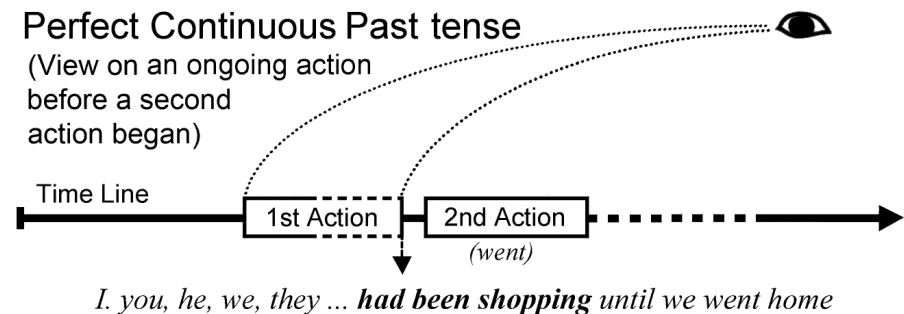 Perfect Continuous Past tense
(View on an ongoing action
before a second
action began)
Time Line
1st Action
2nd Action
(went)
I. you, he, we, they ... had been shopping until we went home